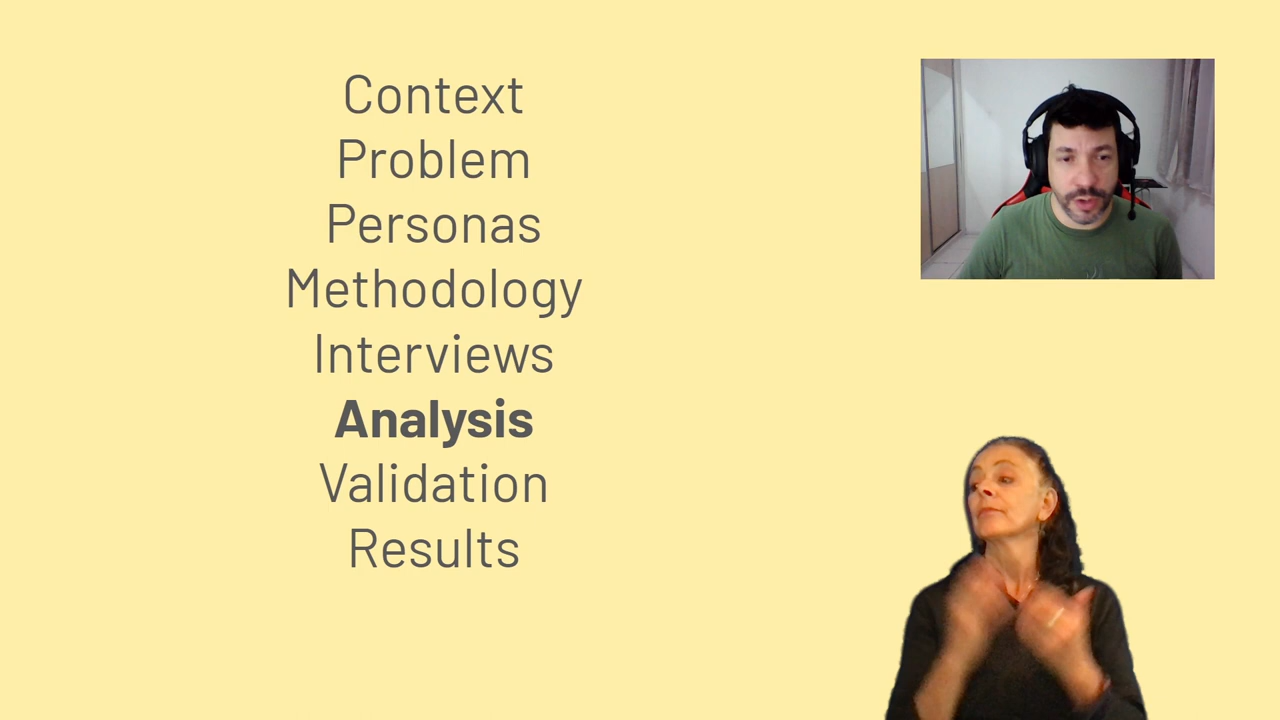 Context
Problem
Personas
Methodology
Interviews
Analysis
Validation
Results